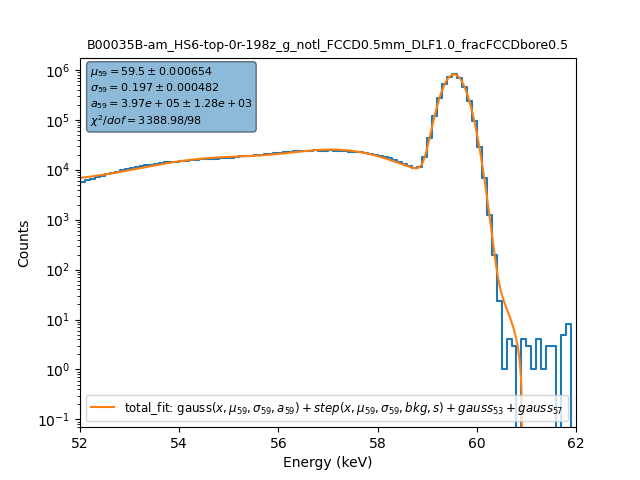 B00035B-am_HS6-top-0r-198z_g_notl_FCCD0.5mm_DLF1.0_fracFCCDbore0.5
μ₅₉ = 59.5 ± 0.000654
σ₅₉ = 0.197 ± 0.000482
a₅₉ = 3.97e + 05 ± 1.28e + 03
χ²/dof = 3388.98/98
10⁶
10⁵
10⁴
10³
10²
10¹
10⁰
10⁻¹
Counts
total_fit: gauss(x, μ₅₉, σ₅₉, a₅₉) + step(x, μ₅₉, σ₅₉, bkg, s) + gauss₅₃ + gauss₅₇
52 54 56 58 60 62
Energy (keV)